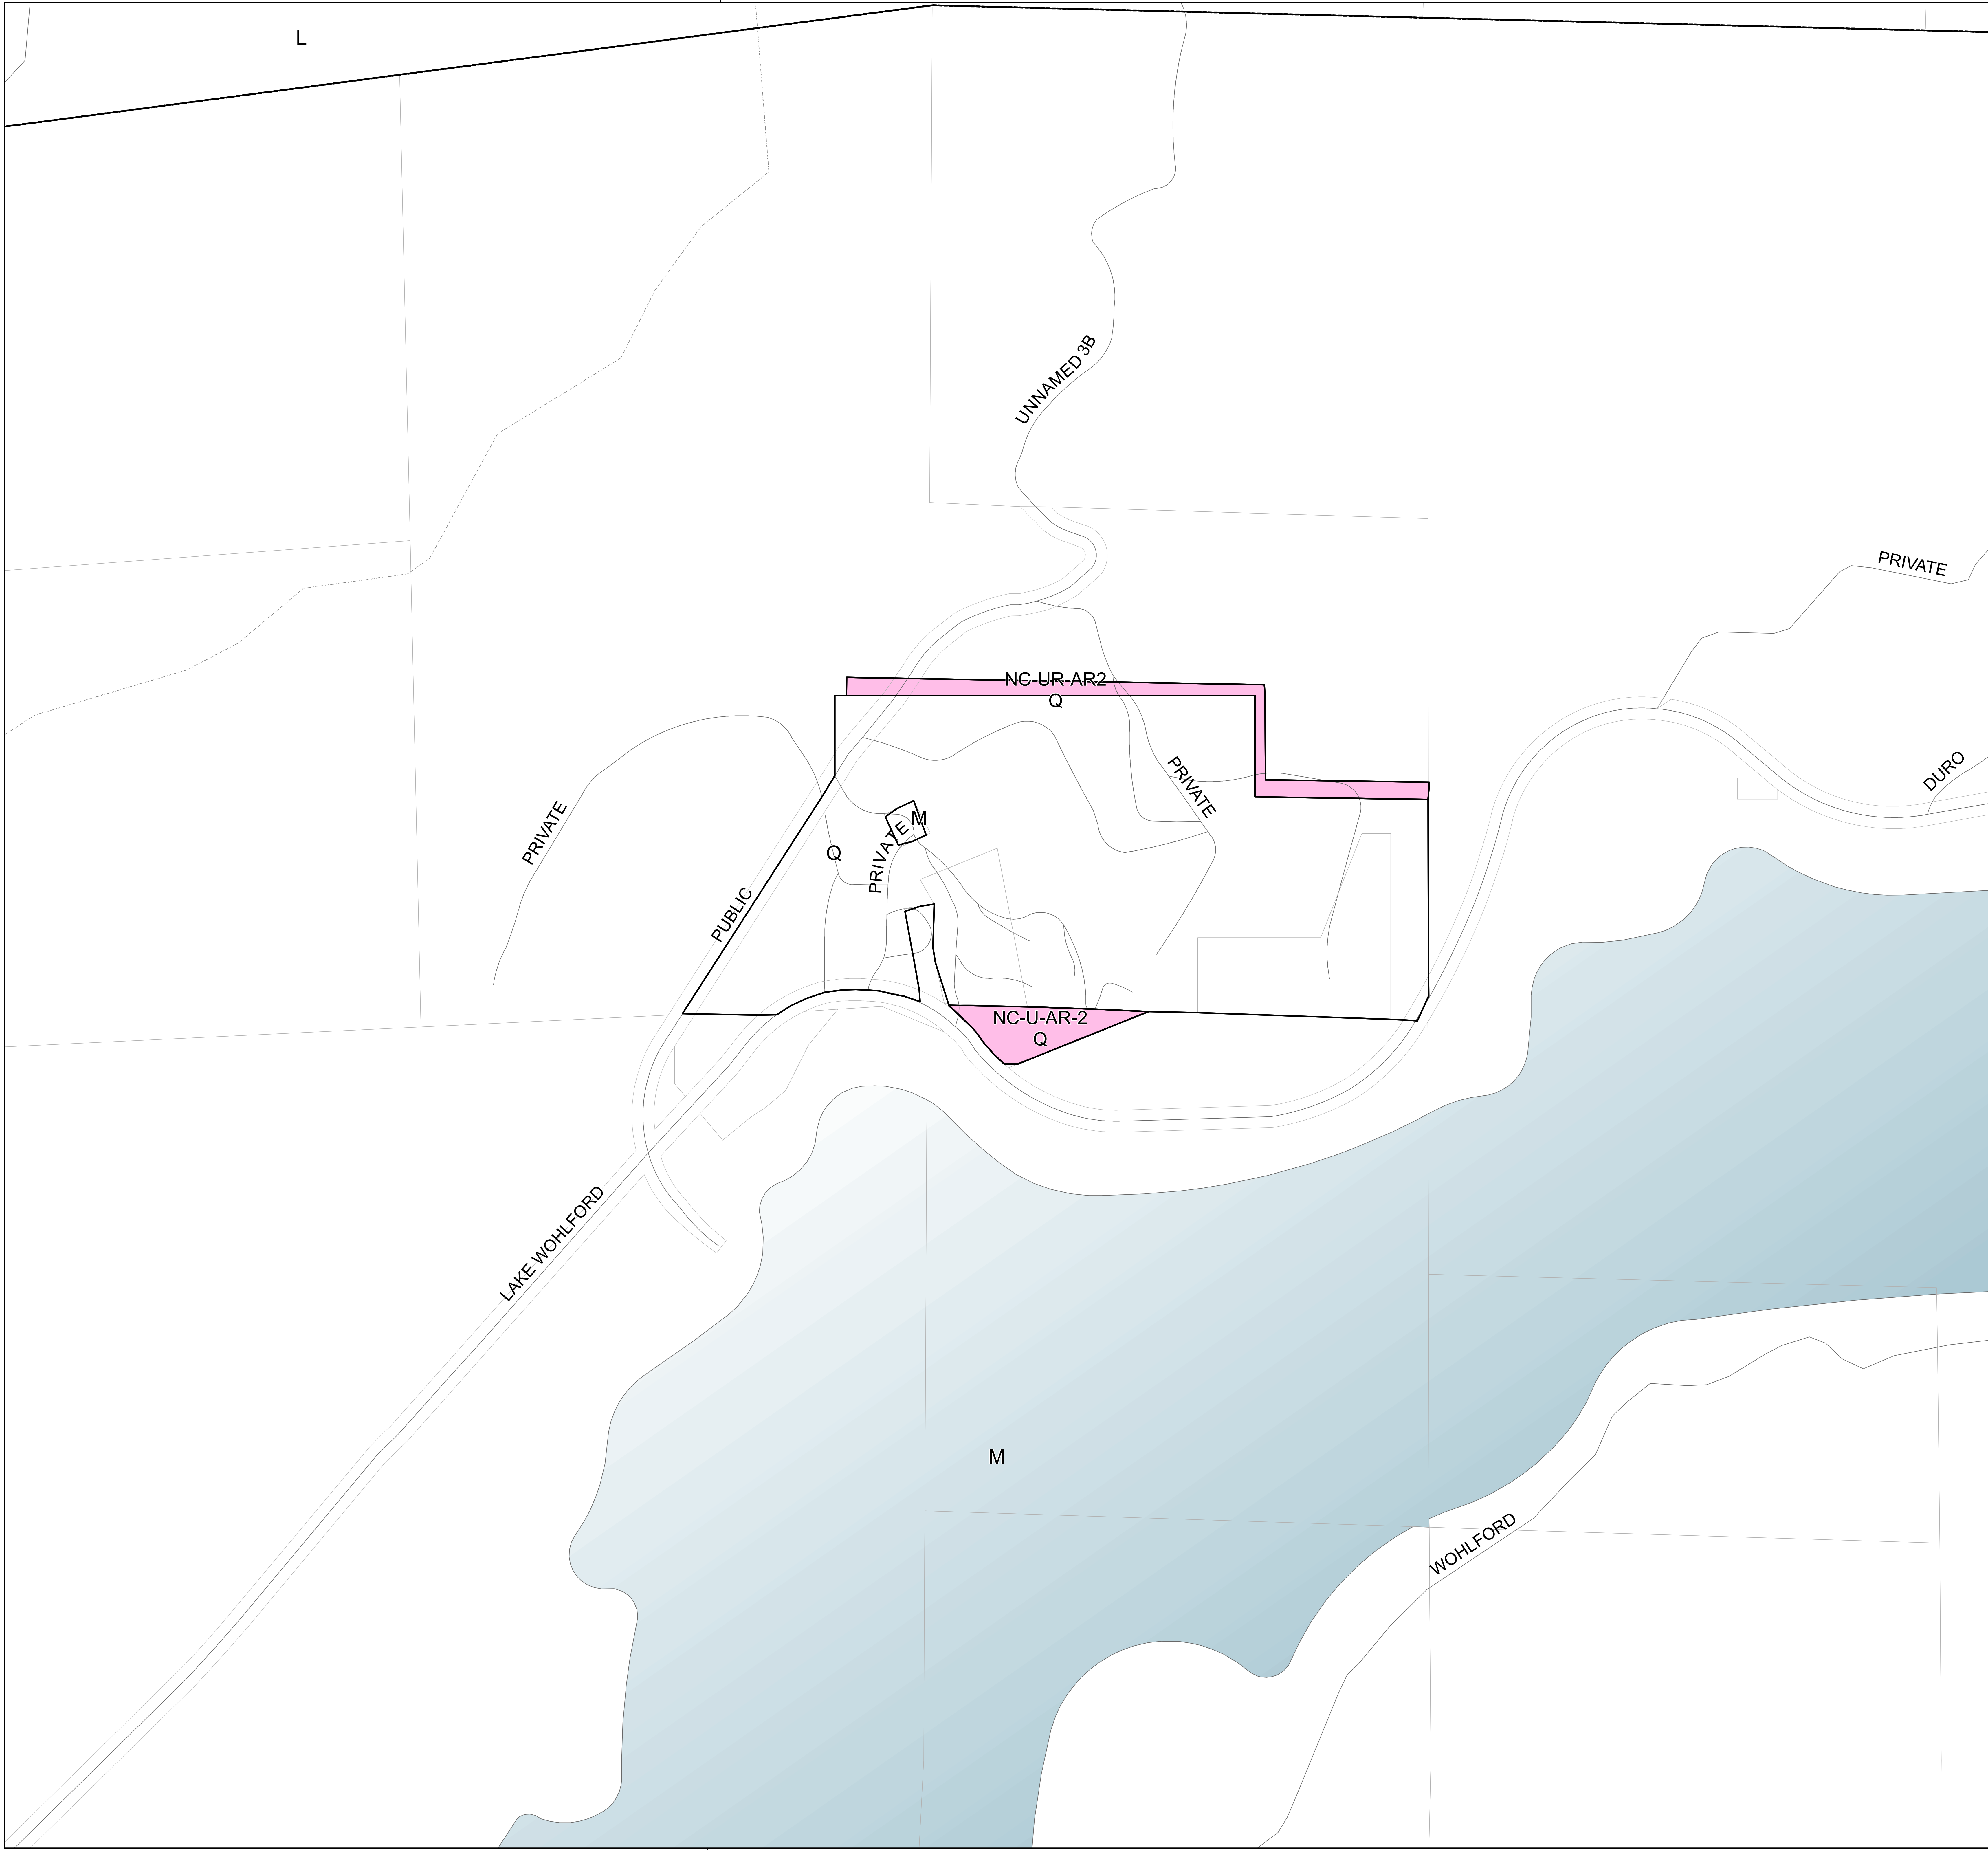 L
UNNAMED 3B
PRIVATE
NC-UR-AR2
Q
DURO
PRIVATE
PRIVATE
M
PRIVATE
Q
PUBLIC
NC-U-AR-2
Q
LAKE WOHLFORD
M
WOHLFORD